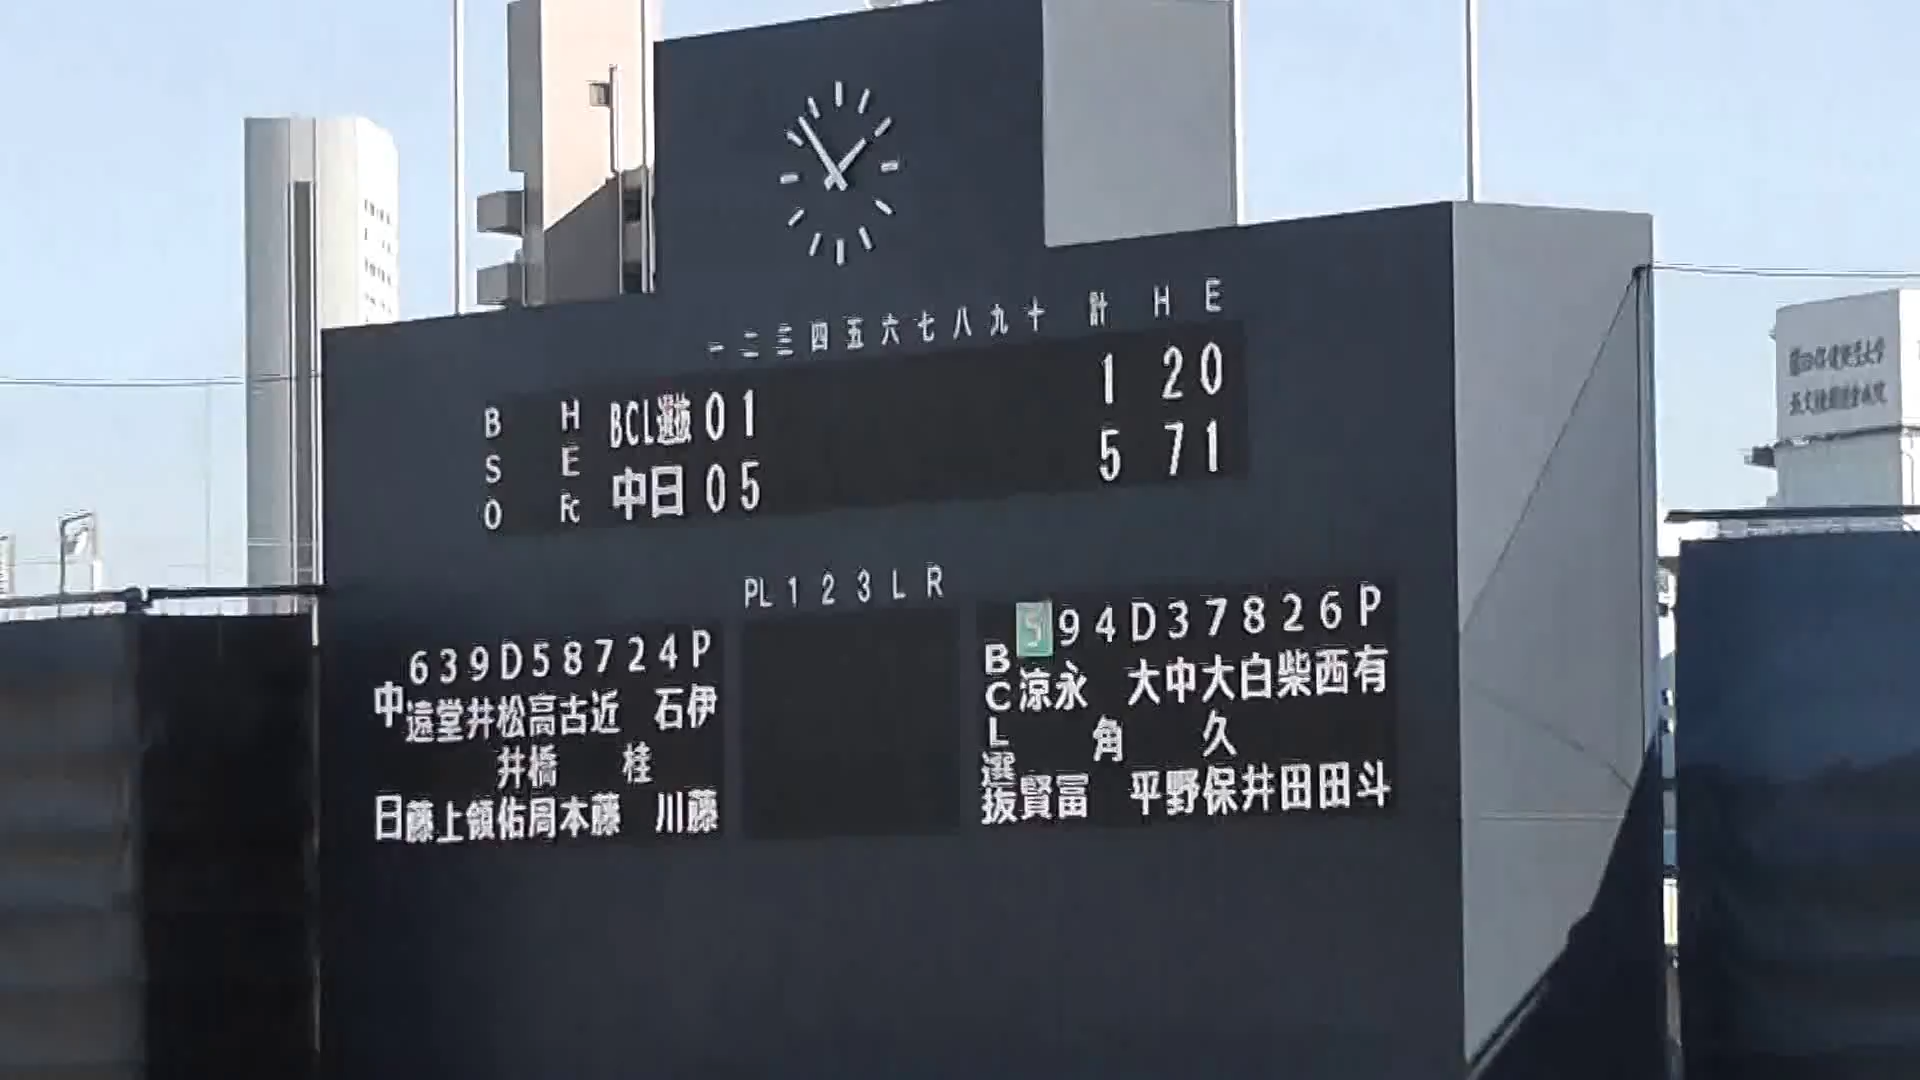 一二三四五六七八九十 計 H E
B H BCL選抜 0 1 1 2 0
S E
O Fc 中日 0 5 5 7 1
PL 1 2 3 L R
6 3 9 D 5 8 7 2 4 P
中日
遠藤
堂上
井領
松井佑
高橋周
古本
近藤
桂
石川
伊藤
5 9 4 D 3 7 8 2 6 P
BCL選抜
涼賢
永冨
角
大平
中野
大久保
白井
柴田
西田
有斗